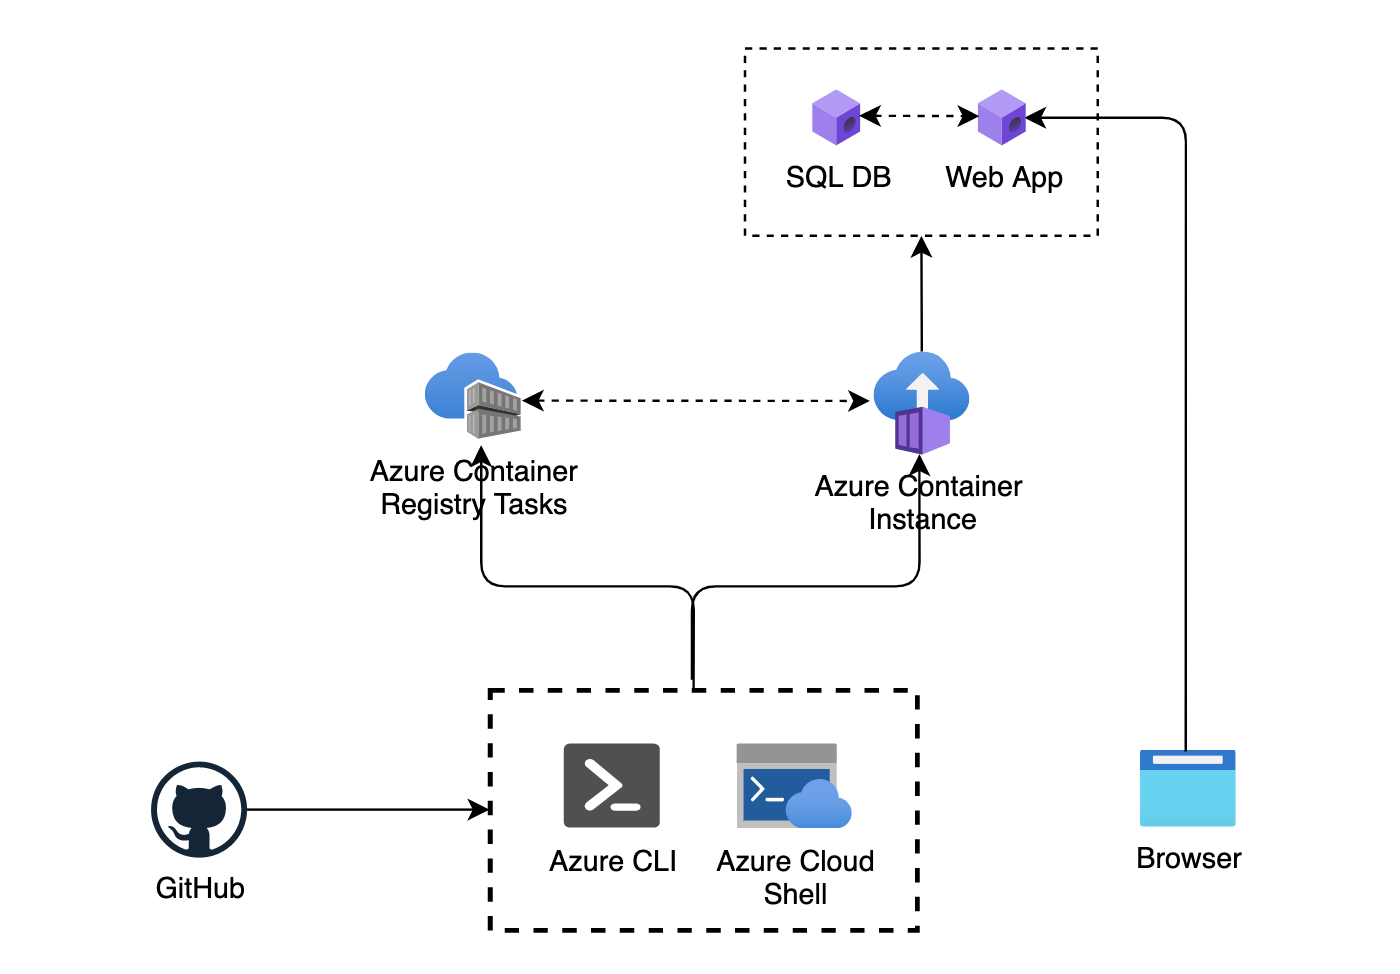 SQL DB
Web App
Azure Container
Registry Tasks
Azure Container
Instance
GitHub
Azure CLI
Azure Cloud
Shell
Browser